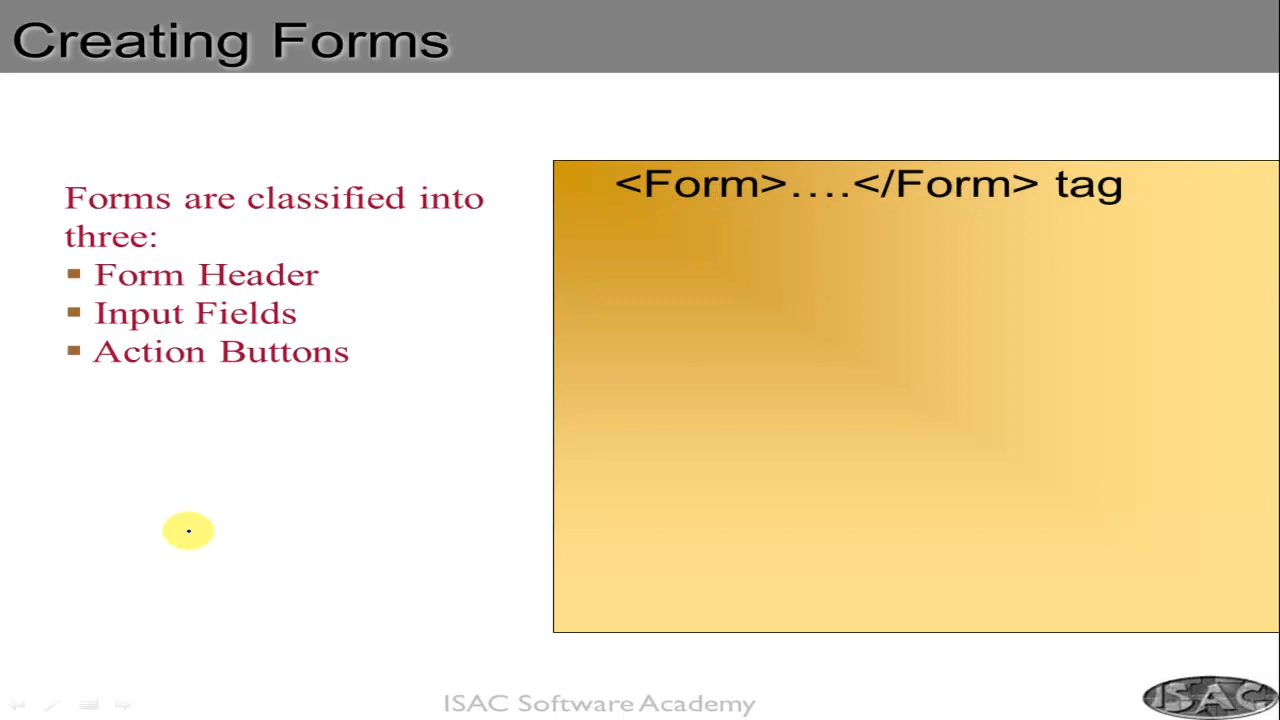 Creating Forms
Forms are classified into
three:
Form Header
Input Fields
Action Buttons
<Form>....</Form> tag
ISAC Software Academy
ISAC